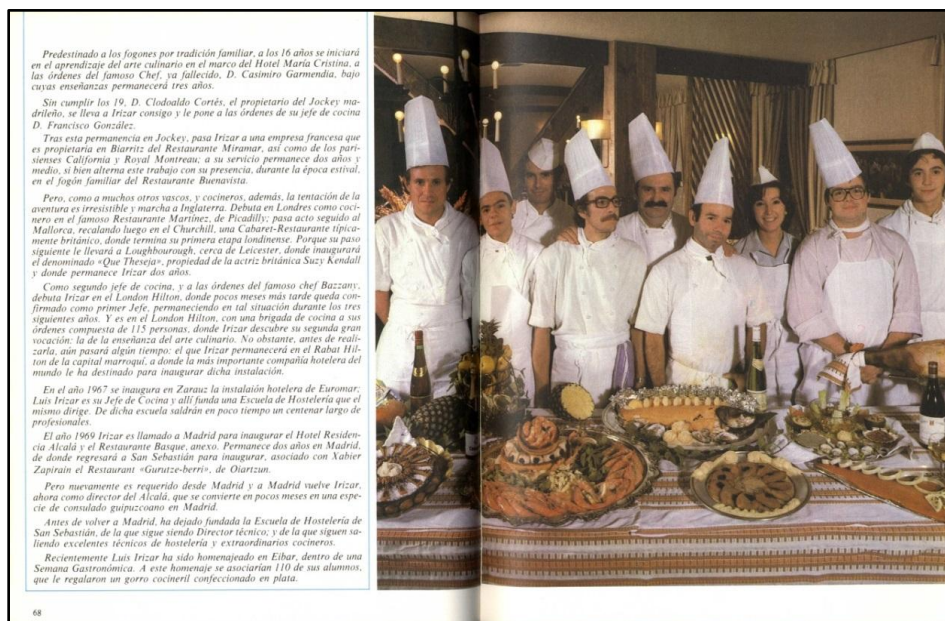 Predestinado a los fogones por tradición familiar, a los 16 años se iniciará
en el aprendizaje del arte culinario en el marco del Hotel María Cristina, a
las órdenes del famoso Chef, ya fallecido, D. Casimiro Garmendia, bajo
cuyas enseñanzas permanecerá tres años.
Sin cumplir los 19, D. Clodoaldo Cortés, el propietario del Jockey ma-
drileño, se lleva a Irizar consigo y le pone a las órdenes de su jefe de cocina
D. Francisco González.
Tras esta permanencia en Jockey, pasa Irizar a una empresa francesa que
es propietaria en Biarritz del Restaurante Miramar, así como de los pari-
sienses California y Royal Montreau; a su servicio permanece dos años y
medio, si bien alterna este trabajo con su presencia, durante la época estival,
en el fogón familiar del Restaurante Buenavista.
Pero, como a muchos otros vascos, y cocineros, además, la tentación de la
aventura es irresistible y marcha a Inglaterra. Debuta en Londres como coci-
nero en el famoso Restaurante Martínez, de Picadilly; pasa acto seguido al
Mallorca, recalando luego en el Churchill, una Cabaret-Restaurante típica-
mente británico, donde termina su primera etapa londinense. Porque su paso
siguiente le llevará a Loughbourough, cerca de Leicester, donde inaugurará
el denominado «Que Theseja», propiedad de la actriz británica Suzy Kendall
y donde permanece Irizar dos años.
Como segundo jefe de cocina, y a las órdenes del famoso chef Bazzany,
debuta Irizar en el London Hilton, donde pocos meses más tarde queda con-
firmado como primer Jefe, permaneciendo en tal situación durante los tres
siguientes años. Y es en el London Hilton, con una brigada de cocina a sus
órdenes compuesta de 115 personas, donde Irizar descubre su segunda gran
vocación: la de la enseñanza del arte culinario. No obstante, antes de reali-
zarla, aún pasará algún tiempo; el que Irizar permanecerá en el Rabat Hil-
ton de la capital marroquí, a donde la más importante compañía hotelera del
mundo le ha destinado para inaugurar dicha instalación.
En el año 1967 se inaugura en Zarauz la instalaión hotelera de Euromar;
Luis Irizar es su Jefe de Cocina y allí funda una Escuela de Hostelería que el
mismo dirige. De dicha escuela saldrán en poco tiempo un centenar largo de
profesionales.
El año 1969 Irizar es llamado a Madrid para inaugurar el Hotel Residen-
cia Alcalá y el Restaurante Basque, anexo. Permanece dos años en Madrid,
de donde regresará a San Sebastián para inaugurar, asociado con Xabier
Zapirain el Restaurant «Gurutze-berri», de Oiartzun.
Pero nuevamente es requerido desde Madrid y a Madrid vuelve Irizar,
ahora como director del Alcalá, que se convierte en pocos meses en una espe-
cie de consulado guipuzcoano en Madrid.
Antes de volver a Madrid, ha dejado fundada la Escuela de Hostelería de
San Sebastián, de la que sigue siendo Director técnico, y de la que siguen sa-
liendo excelentes técnicos de hostelería y extraordinarios cocineros.
Recientemente Luis Irizar ha sido homenajeado en Eibar, dentro de una
Semana Gastronómica. A este homenaje se asociarían 110 de sus alumnos,
que le regalaron un gorro cocineril confeccionado en plata.
68